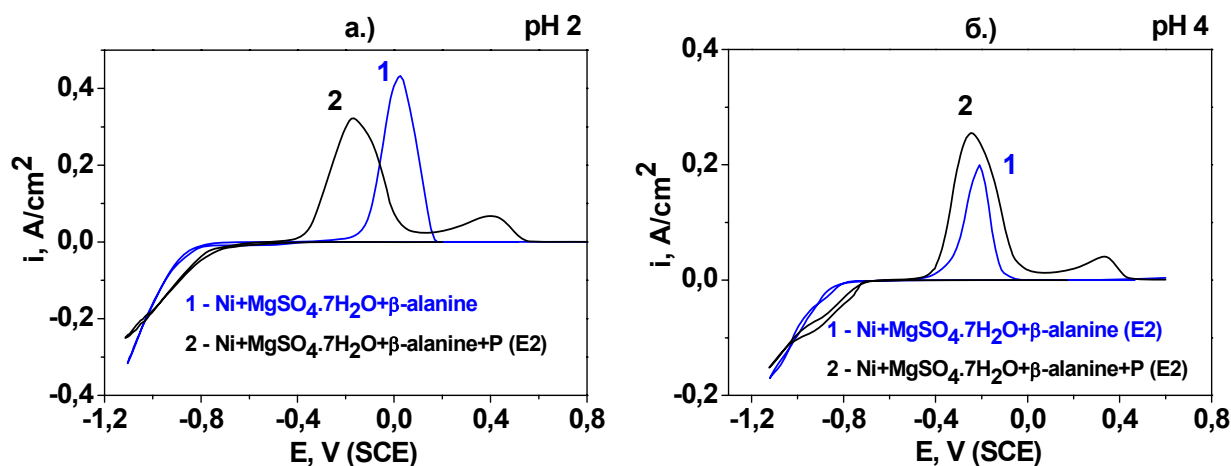 а.)
pH 2
i, A/cm²
0,4
0,2
0,0
-0,2
-0,4
1
2
1 - Ni+MgSO₄.7H₂O+β-alanine
2 - Ni+MgSO₄.7H₂O+β-alanine+P (E2)
-1,2 -0,8 -0,4 0,0 0,4 0,8
E, V (SCE)
б.)
pH 4
i, A/cm²
0,4
0,2
0,0
-0,2
2
1
1 - Ni+MgSO₄.7H₂O+β-alanine (E2)
2 - Ni+MgSO₄.7H₂O+β-alanine+P (E2)
-1,2 -0,8 -0,4 0,0 0,4 0,8
E, V (SCE)